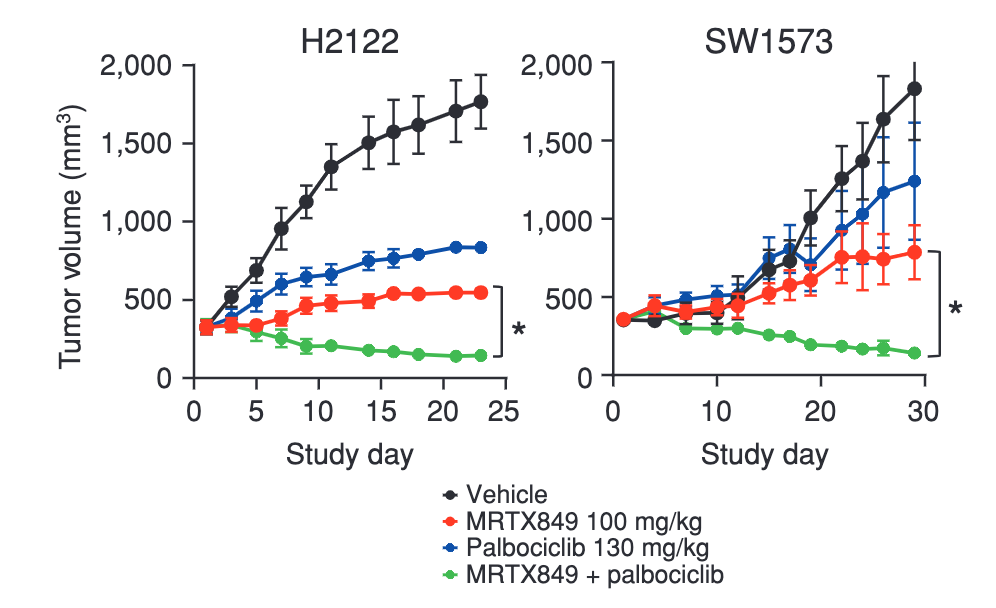 H2122
SW1573
Tumor volume (mm³)
2,000
1,500
1,000
500
0
0 5 10 15 20 25
Study day
*
2,000
1,500
1,000
500
0
0 10 20 30
Study day
*
Vehicle
MRTX849 100 mg/kg
Palbociclib 130 mg/kg
MRTX849 + palbociclib